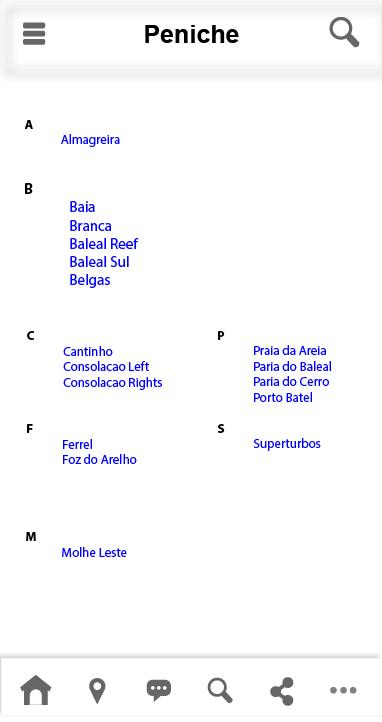 Peniche
A
Almagreira
B
Baia
Branca
Baleal Reef
Baleal Sul
Belgas
C
Cantinho
Consolacao Left
Consolacao Rights
P
Praia da Areia
Paria do Baleal
Paria do Cerro
Porto Batel
F
Ferrel
Foz do Arelho
S
Superturbos
M
Molhe Leste